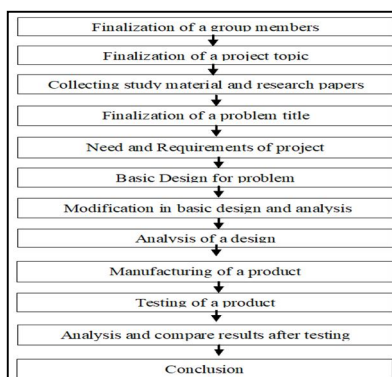 Finalization of a group members
Finalization of a project topic
Collecting study material and research papers
Finalization of a problem title
Need and Requirements of project
Basic Design for problem
Modification in basic design and analysis
Analysis of a design
Manufacturing of a product
Testing of a product
Analysis and compare results after testing
Conclusion